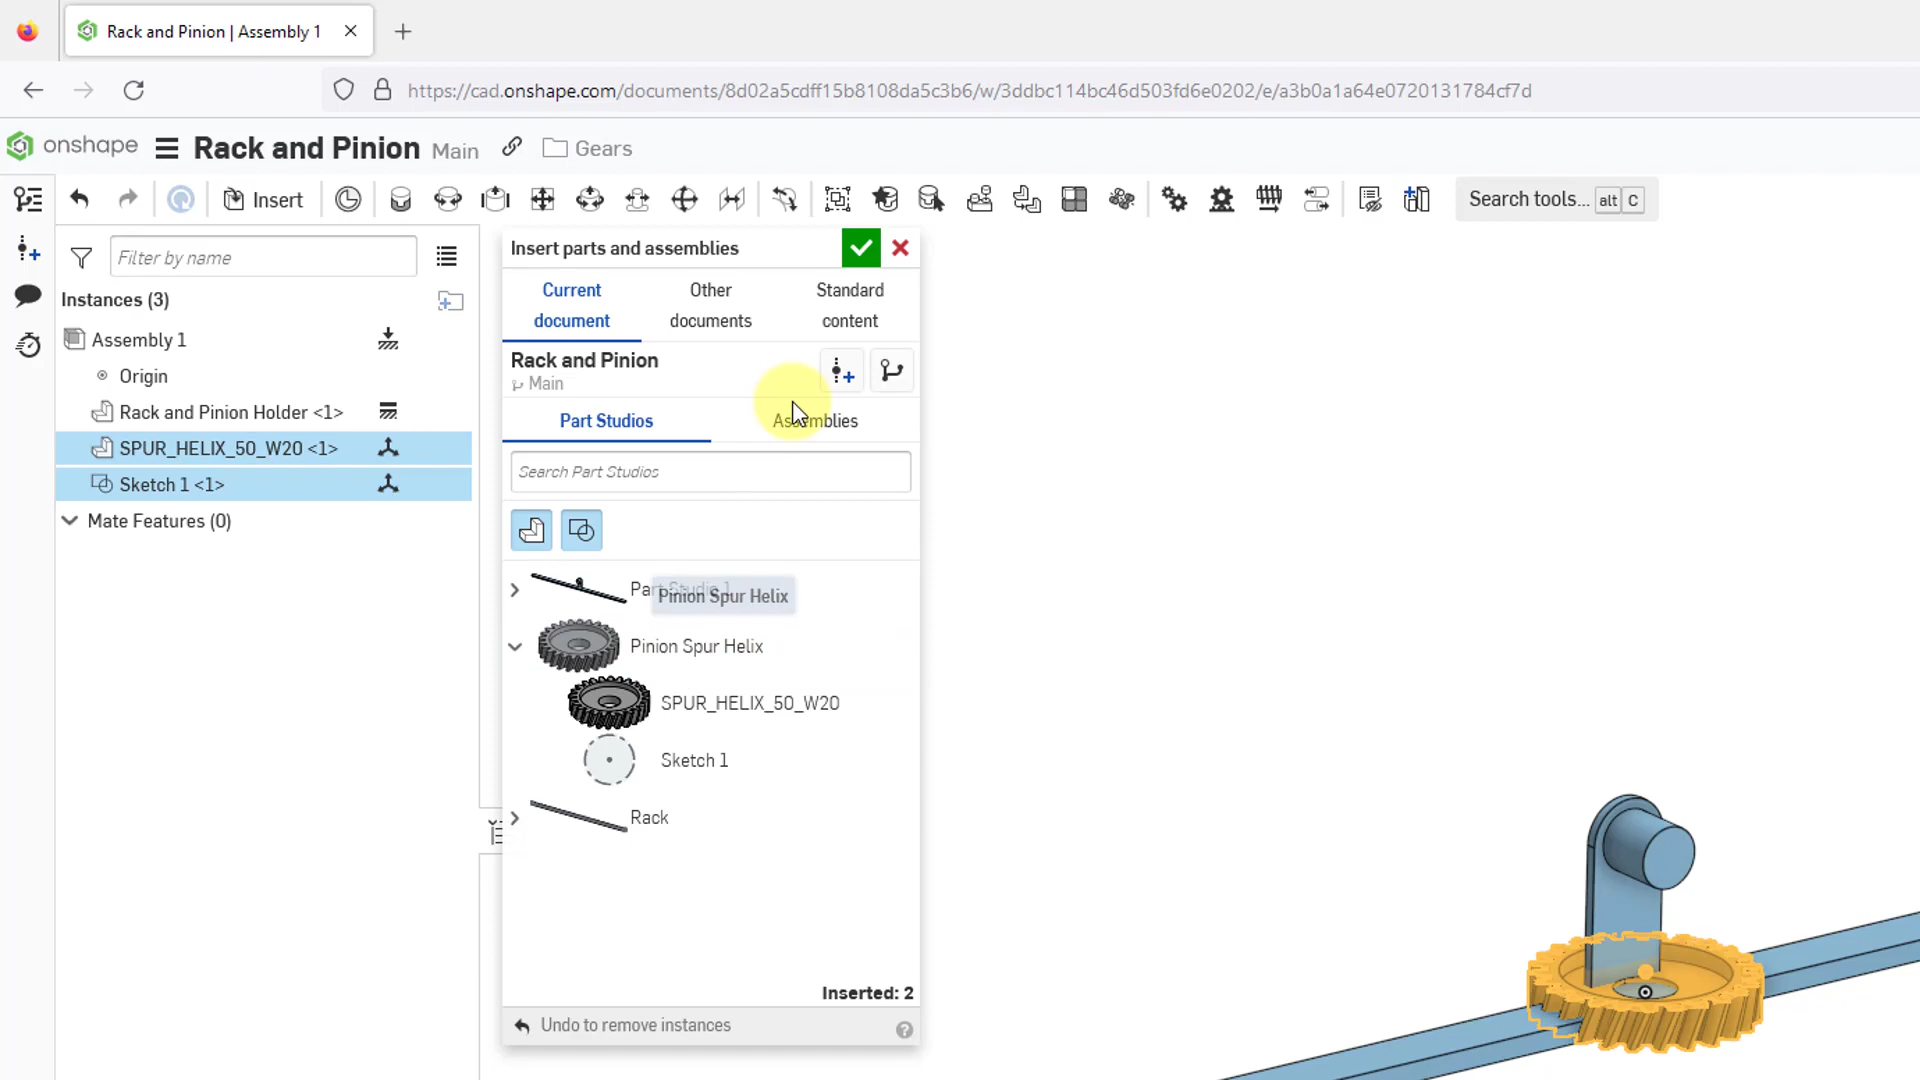 Rack and Pinion | Assembly 1
https://cad.onshape.com/documents/8d02a5cdff15b8108da5c3b6/w/3ddbc114bc46d503fd6e0202/e/a3b0a1a64e0720131784cf7d
onshape Rack and Pinion Main Gears
Insert Search tools... alt C
Filter by name
Instances (3)
Assembly 1
Origin
Rack and Pinion Holder <1>
SPUR_HELIX_50_W20 <1>
Sketch 1 <1>
Mate Features (0)
Insert parts and assemblies
Current document
Other documents
Standard content
Rack and Pinion
Main
Part Studios Assemblies
Search Part Studios
Part Studio 1
Pinion Spur Helix
Pinion Spur Helix
SPUR_HELIX_50_W20
Sketch 1
Rack
Inserted: 2
Undo to remove instances